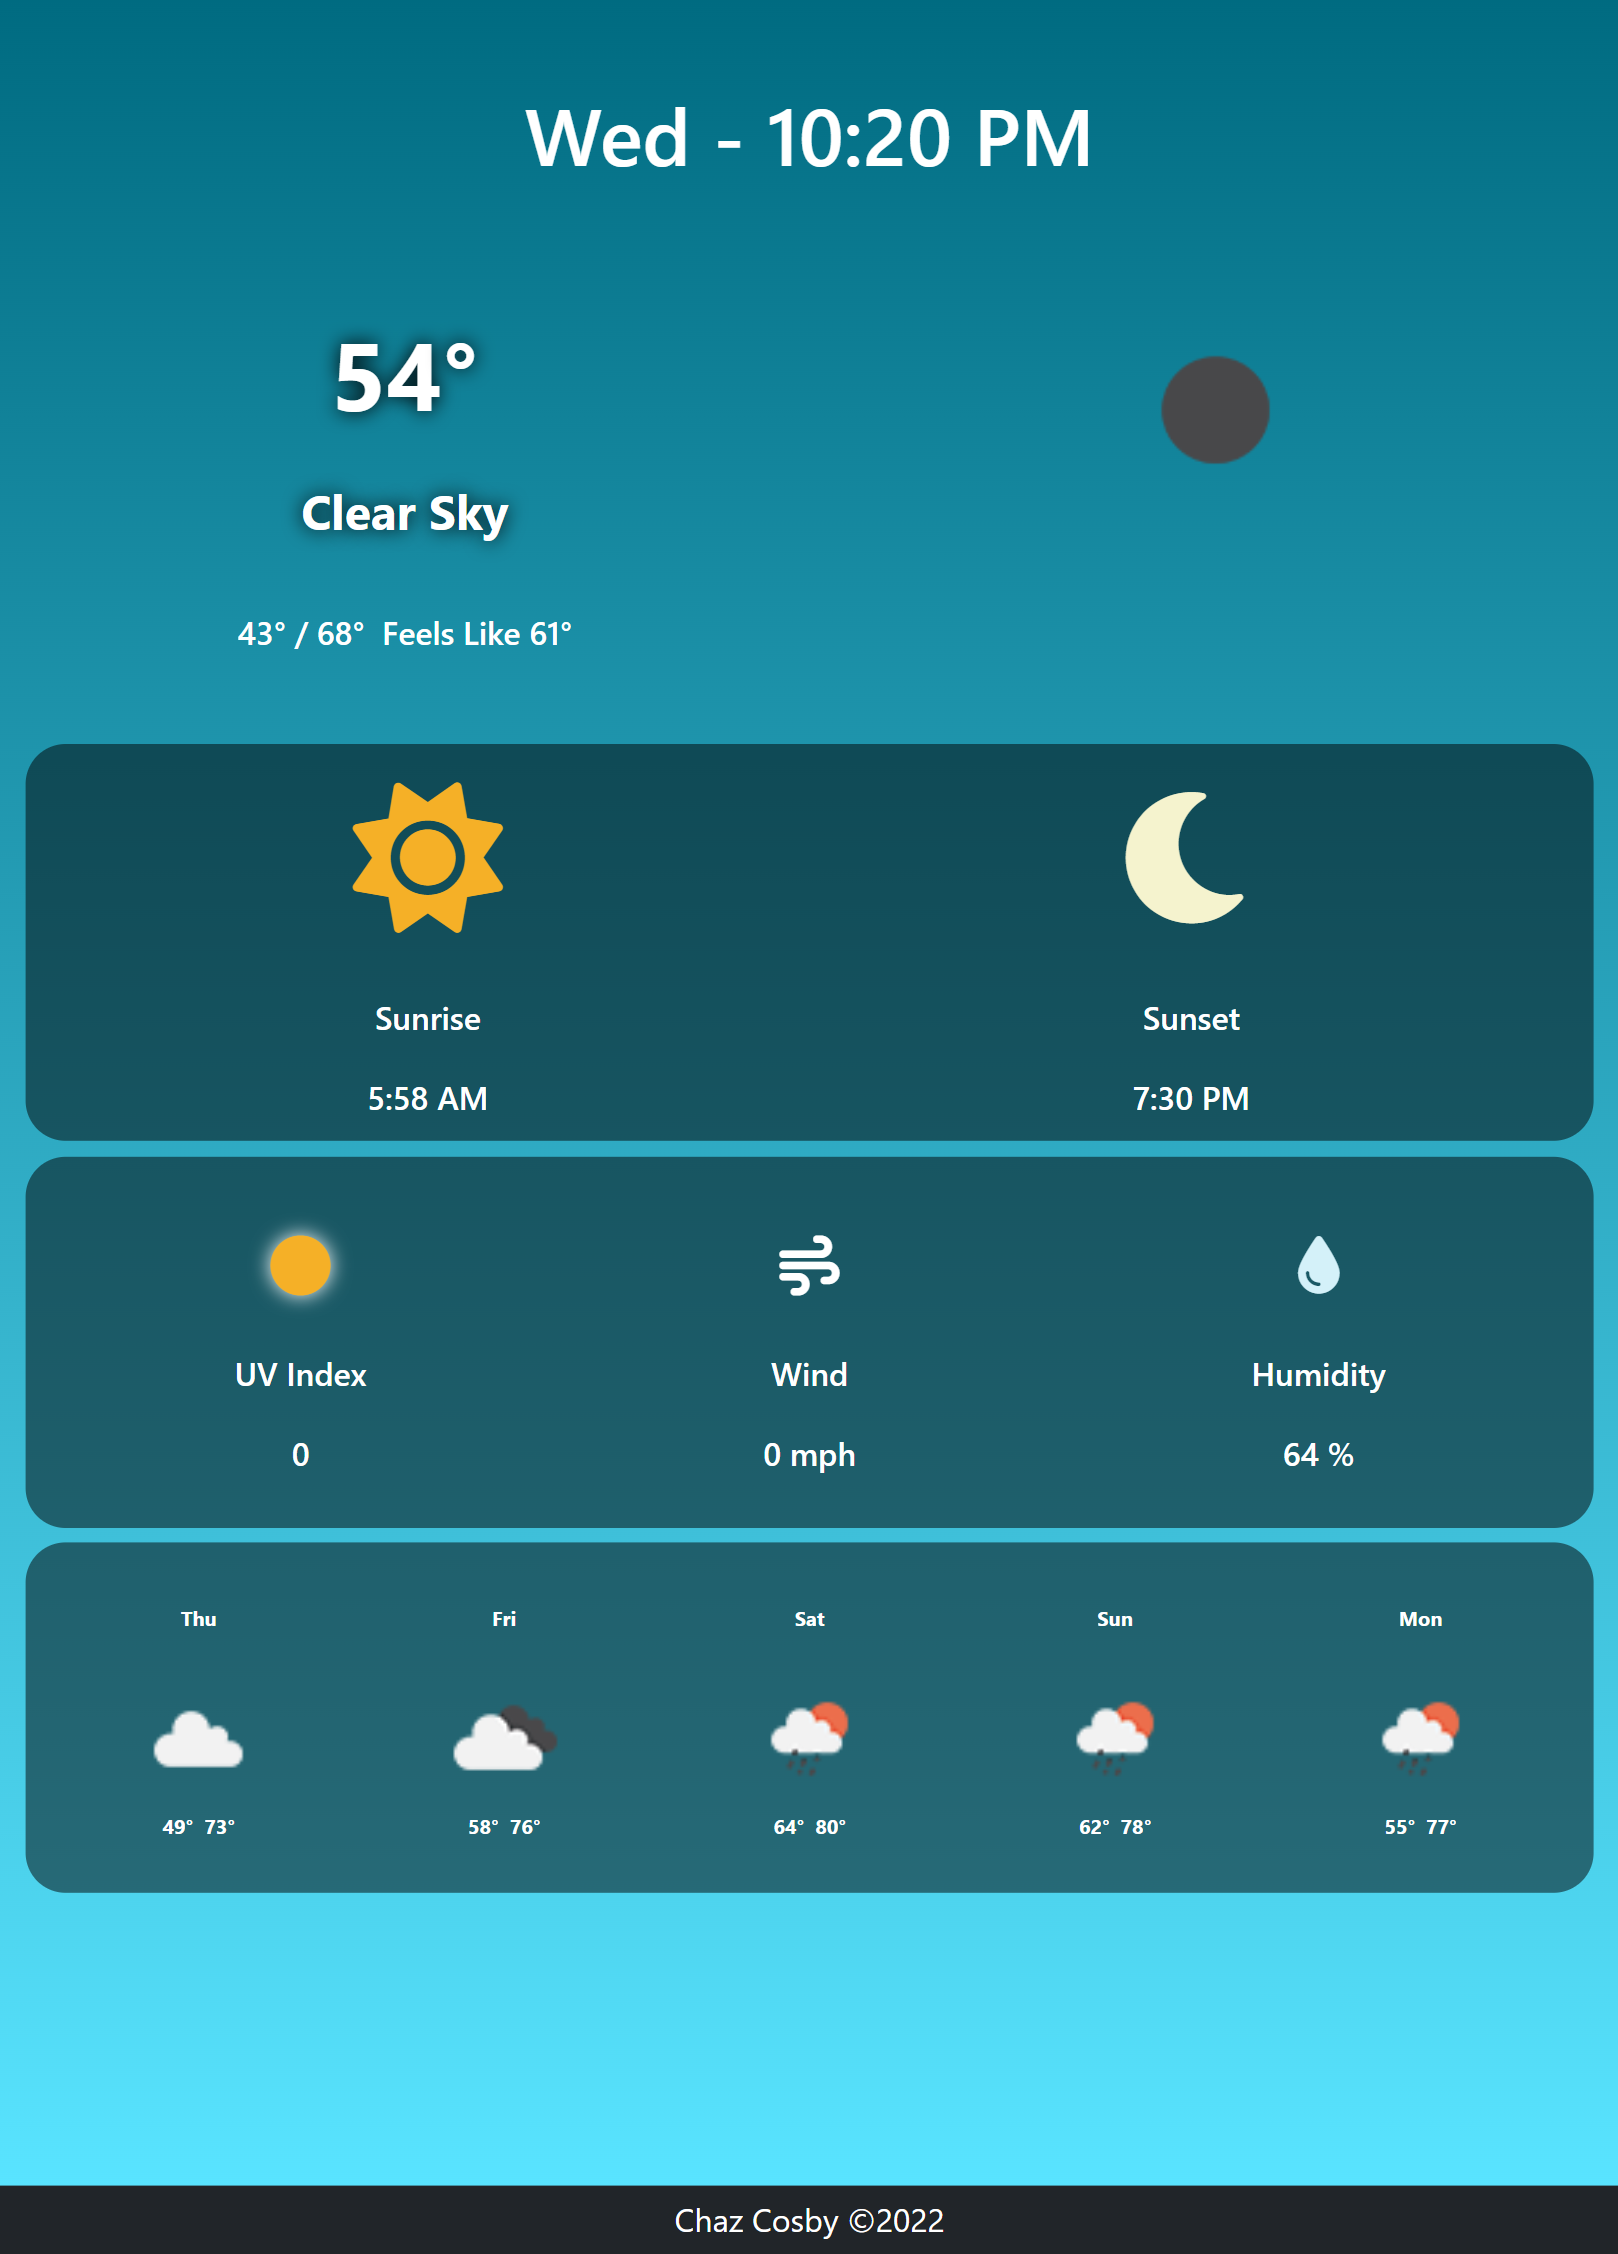 Wed - 10:20 PM
54°
Clear Sky
43° / 68° Feels Like 61°
Sunrise Sunset
5:58 AM 7:30 PM
UV Index Wind Humidity
0 0 mph 64 %
Thu Fri Sat Sun Mon
49° 73° 58° 76° 64° 80° 62° 78° 55° 77°
Chaz Cosby ©2022